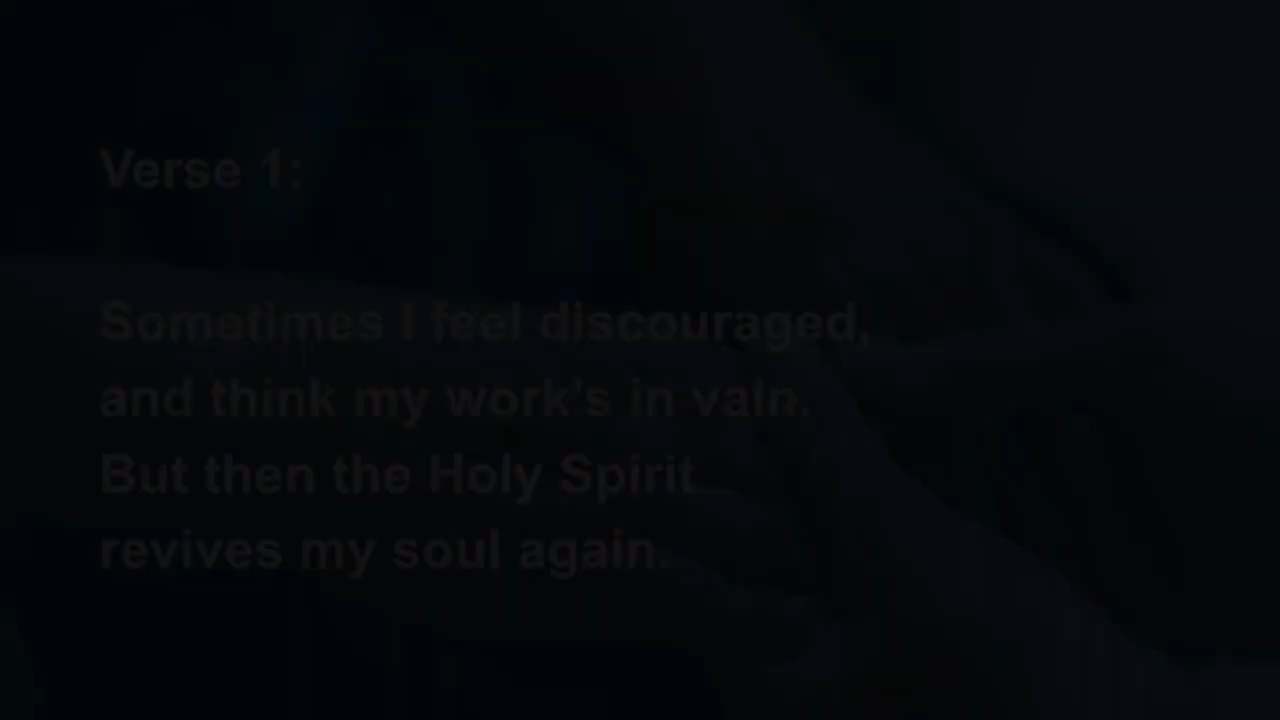 Verse 1:
Sometimes I feel discouraged,
and think my work's in vain.
But then the Holy Spirit
revives my soul again.